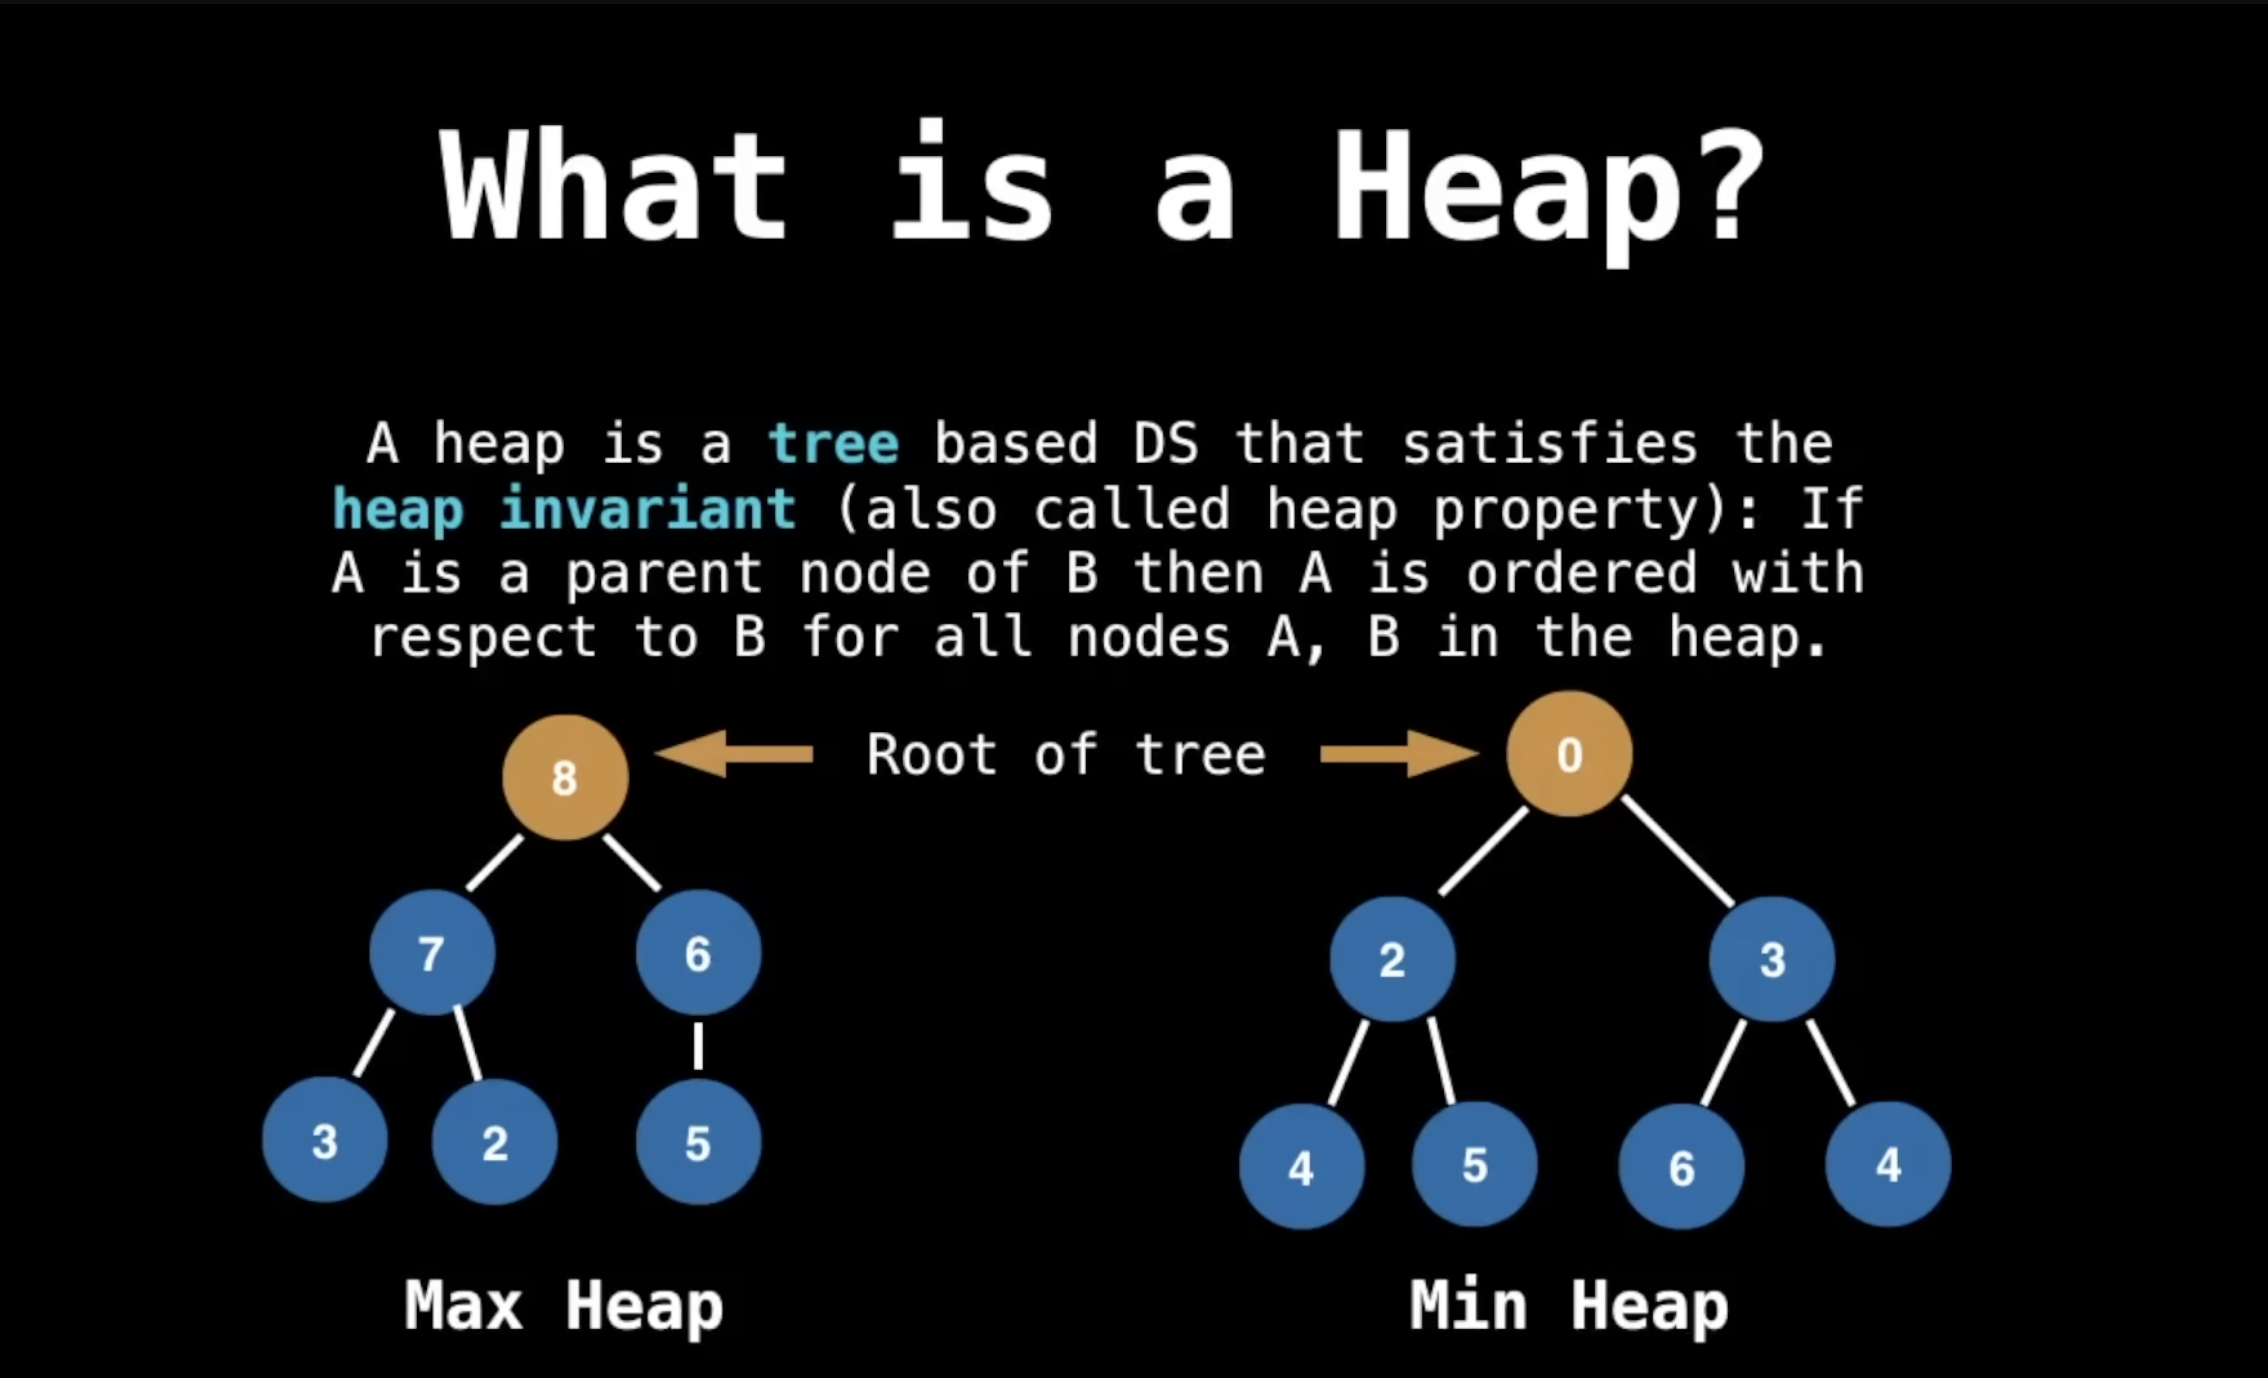 What is a Heap?
A heap is a tree based DS that satisfies the
heap invariant (also called heap property): If
A is a parent node of B then A is ordered with
respect to B for all nodes A, B in the heap.
8 Root of tree 0
7 6 2 3
3 2 5 4 5 6 4
Max Heap Min Heap